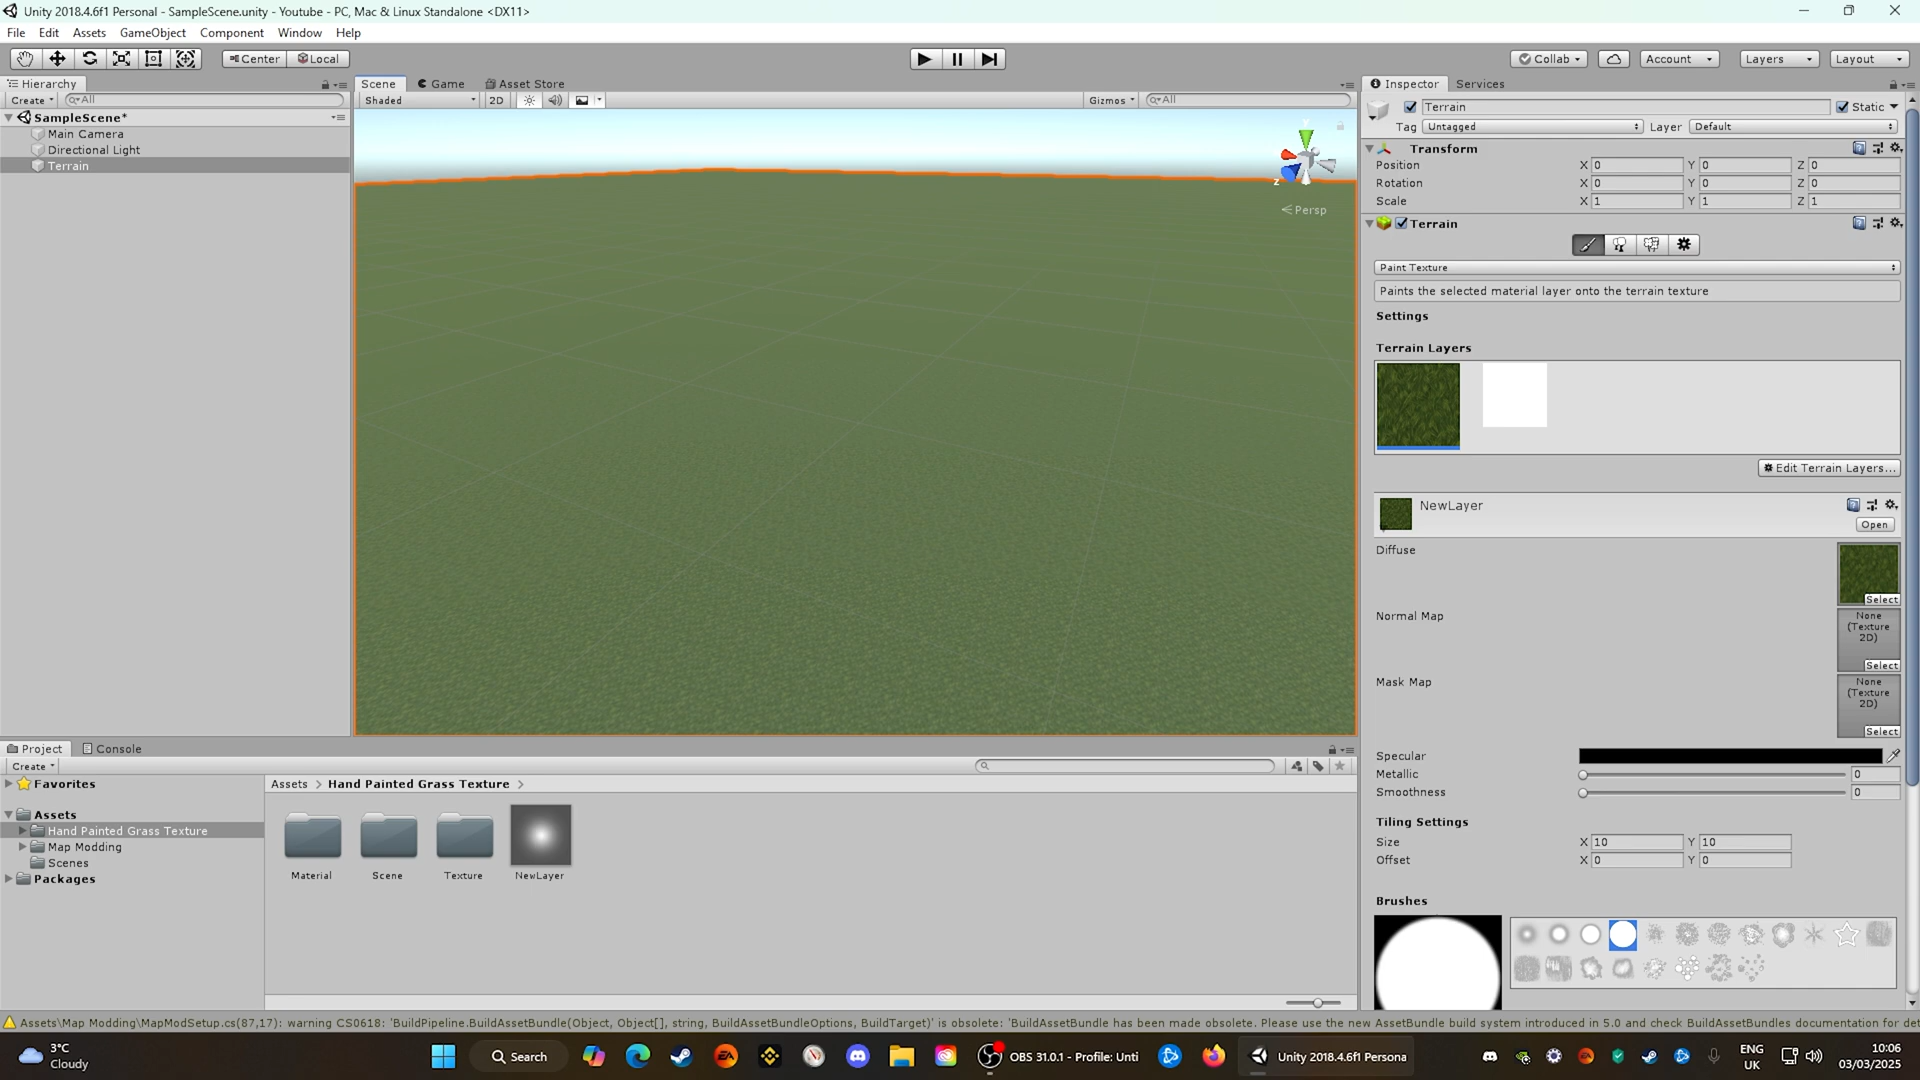 Unity 2018.4.6f1 Personal - SampleScene.unity - Youtube - PC, Mac & Linux Standalone <DX11>
File Edit Assets GameObject Component Window Help
Center Local
Collab Account Layers Layout
Hierarchy
Create All
SampleScene*
Main Camera
Directional Light
Terrain
Scene Game Asset Store
Shaded 2D Gizmos All
Y
Z
Persp
Inspector Services
Terrain Static
Tag Untagged Layer Default
Transform
Position X 0 Y 0 Z 0
Rotation X 0 Y 0 Z 0
Scale X 1 Y 1 Z 1
Terrain
Paint Texture
Paints the selected material layer onto the terrain texture
Settings
Terrain Layers
Edit Terrain Layers...
NewLayer
Open
Diffuse
Select
Normal Map
None
(Texture
2D)
Select
Mask Map
None
(Texture
2D)
Select
Specular
Metallic 0
Smoothness 0
Tiling Settings
Size X 10 Y 10
Offset X 0 Y 0
Brushes
Project Console
Create
Favorites
Assets
Hand Painted Grass Texture
Map Modding
Scenes
Packages
Assets > Hand Painted Grass Texture >
Material Scene Texture NewLayer
Assets\Map Modding\MapModSetup.cs(87,17): warning CS0618: 'BuildPipeline.BuildAssetBundle(Object, Object[], string, BuildAssetBundleOptions, BuildTarget)' is obsolete: 'BuildAssetBundle has been made obsolete. Please use the new AssetBundle build system introduced in 5.0 and check BuildAssetBundles documentation for det
3°C
Cloudy
Search
OBS 31.0.1 - Profile: Unti
Unity 2018.4.6f1 Persona
ENG
UK
10:06
03/03/2025